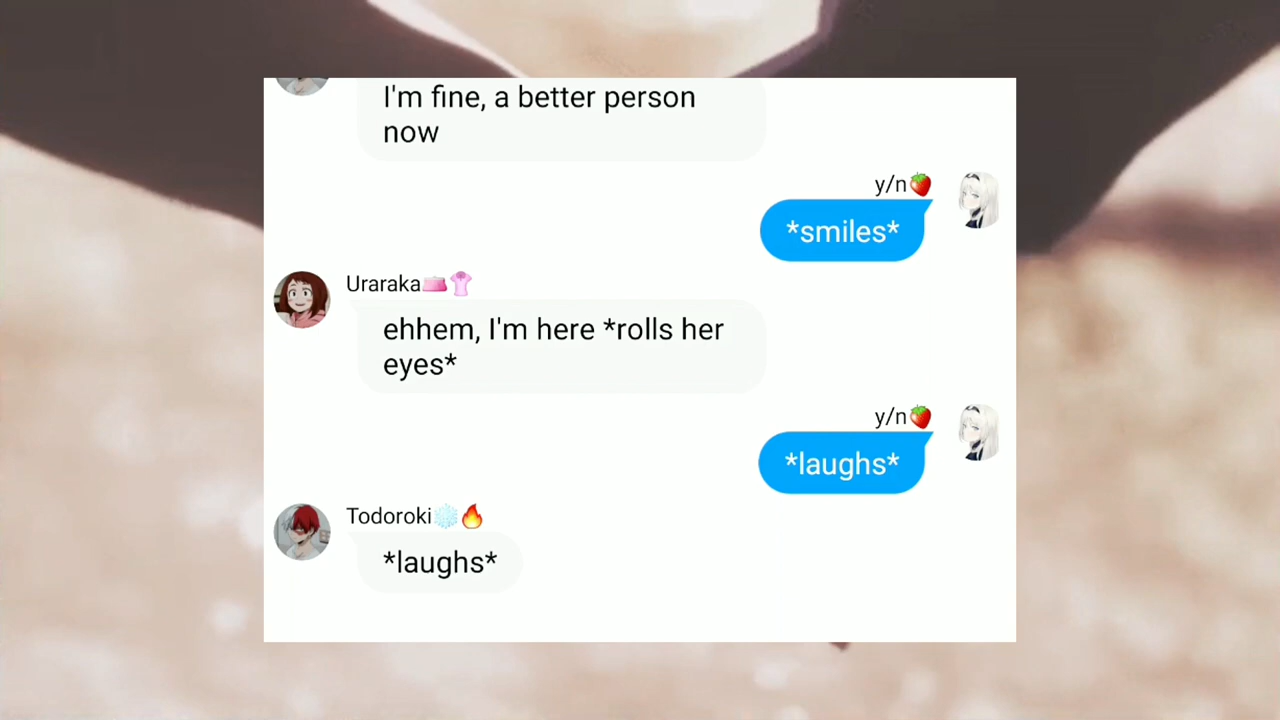 I'm fine, a better person
now
y/n🍓
*smiles*
Uraraka👛👚
ehhem, I'm here *rolls her
eyes*
y/n🍓
*laughs*
Todoroki❄️🔥
*laughs*